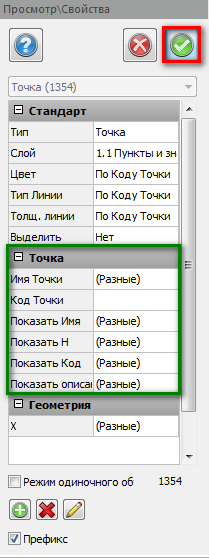 Просмотр\Свойства
Точка (1354)
Стандарт
Тип Точка
Слой 1.1 Пункты и зн
Цвет По Коду Точки
Тип Линии По Коду Точки
Толщ. линии По Коду Точки
Выделить Нет
Точка
Имя Точки (Разные)
Код Точки
Показать Имя (Разные)
Показать H (Разные)
Показать Код (Разные)
Показать описа (Разные)
Геометрия
X (Разные)
Режим одиночного об 1354
Префикс